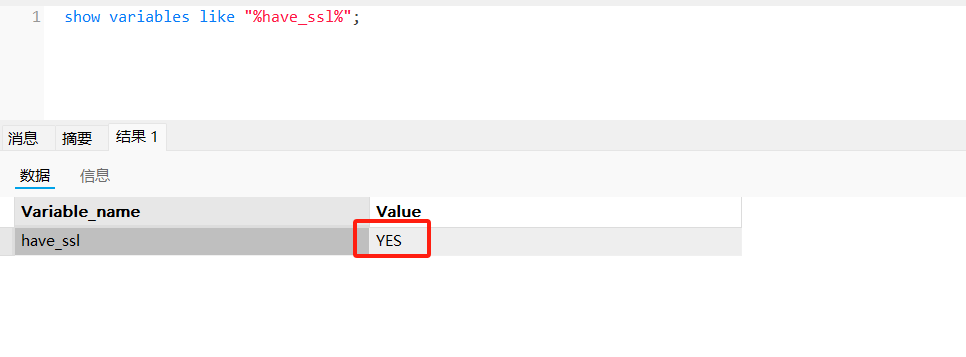 1 show variables like "%have_ssl%";
消息 摘要 结果 1
数据 信息
Variable_name Value
have_ssl YES